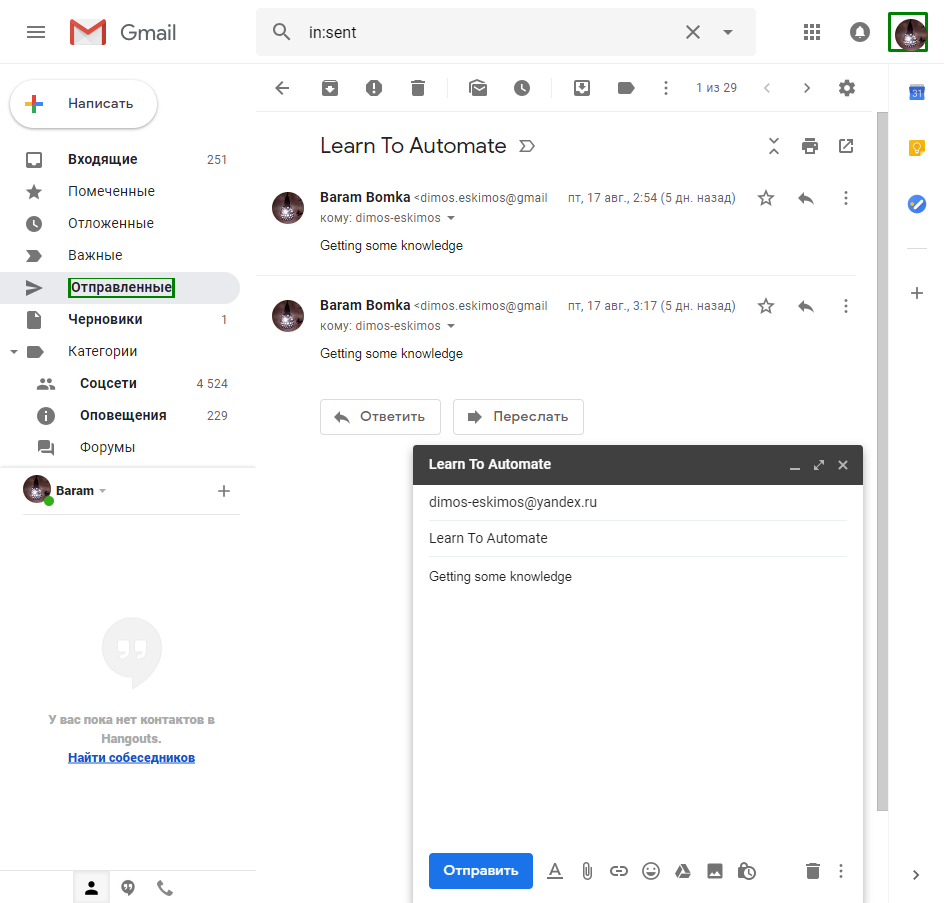 Gmail
in:sent
Написать
1 из 29
31
Входящие 251
Помеченные
Отложенные
Важные
Отправленные
Черновики 1
Категории
Соцсети 4 524
Оповещения 229
Форумы
Baram
У вас пока нет контактов в
Hangouts.
Найти собеседников
Learn To Automate
Baram Bomka <dimos.eskimos@gmail пт, 17 авг., 2:54 (5 дн. назад)
кому: dimos-eskimos
Getting some knowledge
Baram Bomka <dimos.eskimos@gmail пт, 17 авг., 3:17 (5 дн. назад)
кому: dimos-eskimos
Getting some knowledge
Ответить Переслать
Learn To Automate
dimos-eskimos@yandex.ru
Learn To Automate
Getting some knowledge
Отправить